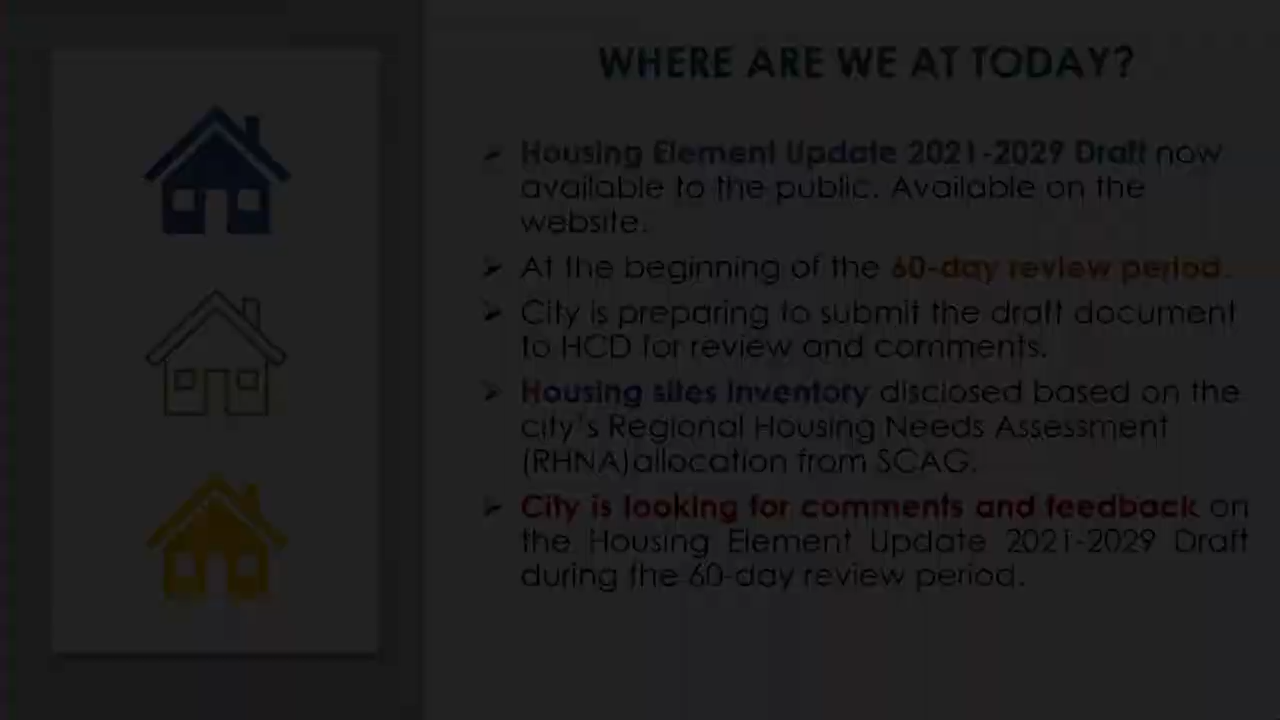 WHERE ARE WE AT TODAY?
➢ Housing Element Update 2021-2029 Draft now
available to the public. Available on the
website.
➢ At the beginning of the 60-day review period.
➢ City is preparing to submit the draft document
to HCD for review and comments.
➢ Housing sites Inventory disclosed based on the
city's Regional Housing Needs Assessment
(RHNA)allocation from SCAG.
➢ City is looking for comments and feedback on
the Housing Element Update 2021-2029 Draft
during the 60-day review period.